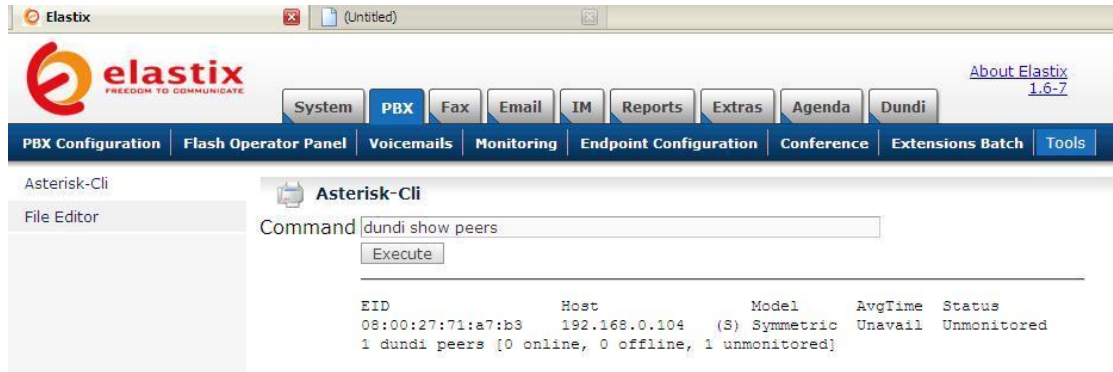 Elastix
(Untitled)
elastix
FREEDOM TO COMMUNICATE
About Elastix
1.6-7
System PBX Fax Email IM Reports Extras Agenda Dundi
PBX Configuration Flash Operator Panel Voicemails Monitoring Endpoint Configuration Conference Extensions Batch Tools
Asterisk-Cli
File Editor
Asterisk-Cli
Command dundi show peers
Execute
EID Host Model AvgTime Status
08:00:27:71:a7:b3 192.168.0.104 (S) Symmetric Unavail Unmonitored
1 dundi peers [0 online, 0 offline, 1 unmonitored]